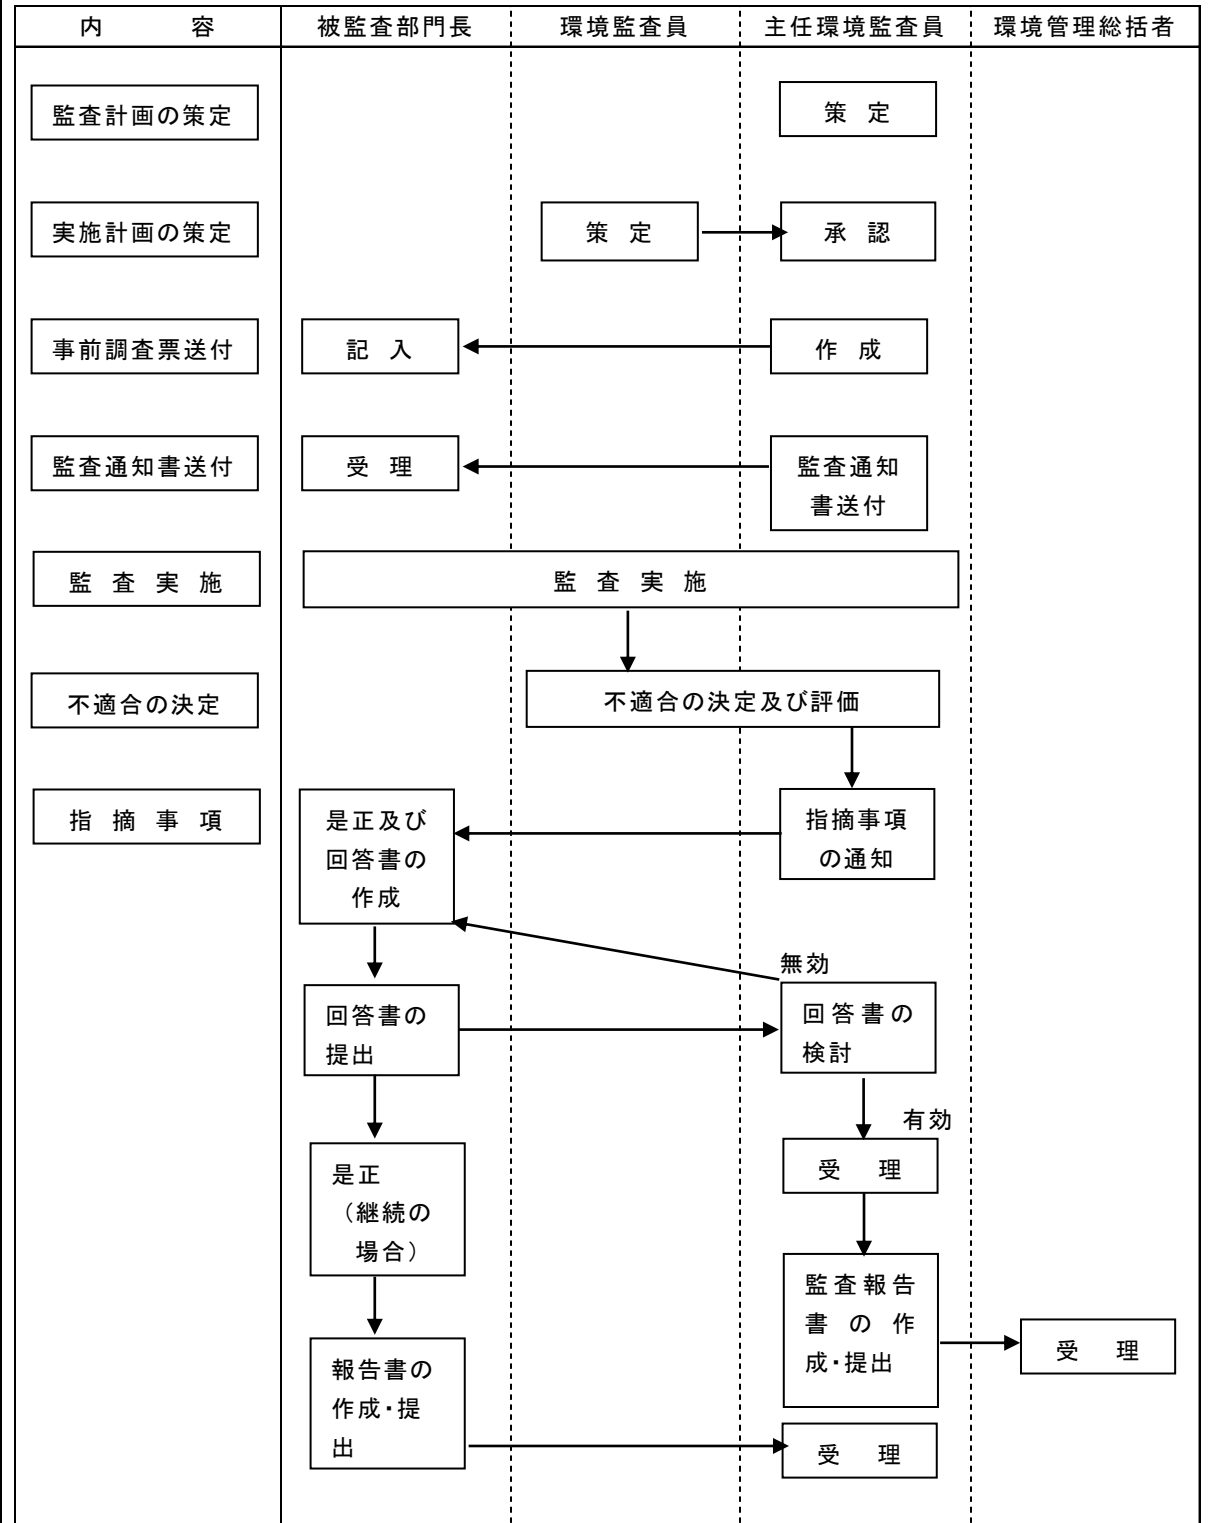 内　容　被監査部門長　環境監査員　主任環境監査員　環境管理総括者
監査計画の策定　策　定
実施計画の策定　策　定　承　認
事前調査票送付　記　入　作　成
監査通知書送付　受　理　監査通知
書送付
監　査　実　施　監　査　実　施
不適合の決定　不適合の決定及び評価
指　摘　事　項　是正及び　指摘事項
回答書の　の通知
作成
無効
回答書の　回答書の
提出　検討
有効
是正　受　理
（継続の
場合）
監査報告
書の作
成・提出　受　理
報告書の
作成・提
出　受　理